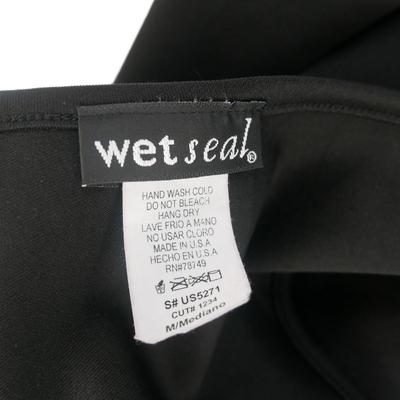 wet seal®
HAND WASH COLD
DO NOT BLEACH
HANG DRY
LAVE FRIO A MANO
NO USAR CLORO
MADE IN U.S.A
HECHO EN U.S.A
RN#78749
S# US5271
CUT# 1234
M/Mediano